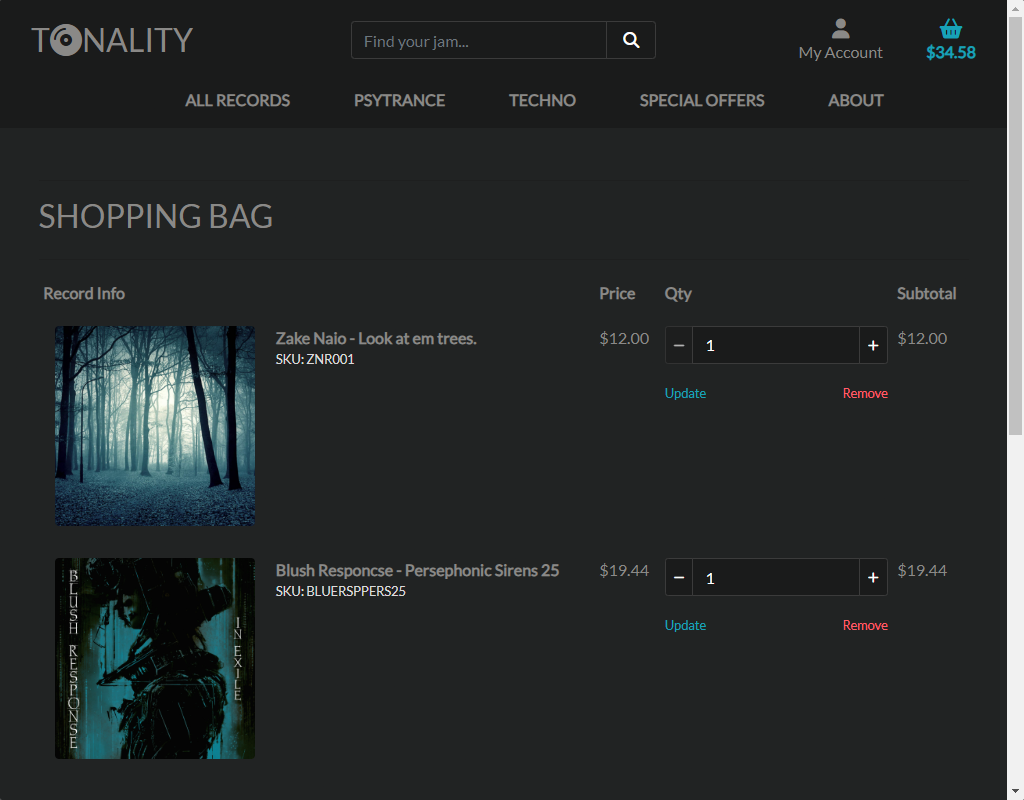 TONALITY
Find your jam...
My Account
$34.58
ALL RECORDS PSYTRANCE TECHNO SPECIAL OFFERS ABOUT
SHOPPING BAG
Record Info Price Qty Subtotal
Zake Naio - Look at em trees. $12.00 1 $12.00
SKU: ZNR001
Update Remove
Blush Responcse - Persephonic Sirens 25 $19.44 1 $19.44
SKU: BLUERSPPERS25
Update Remove
BLUSH RESPONSE
IN EXILE